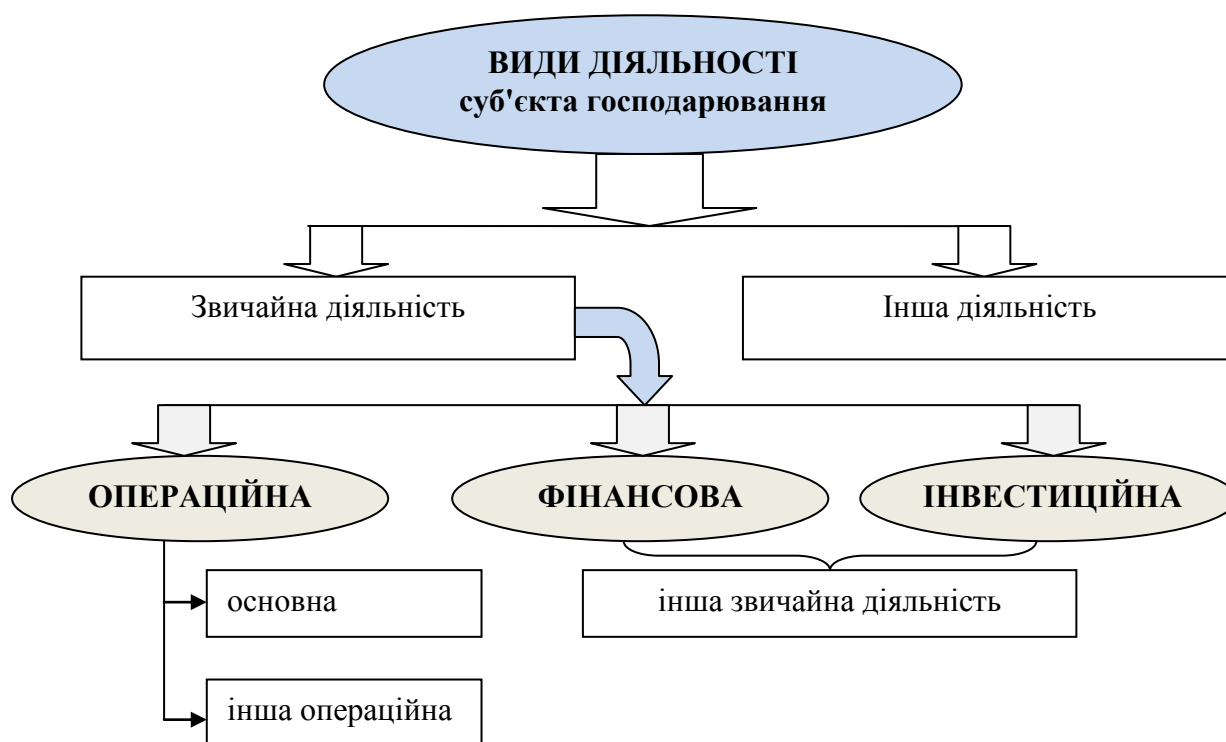 ВИДИ ДІЯЛЬНОСТІ
суб'єкта господарювання
Звичайна діяльність
Інша діяльність
ОПЕРАЦІЙНА
ФІНАНСОВА
ІНВЕСТИЦІЙНА
основна
інша звичайна діяльність
інша операційна